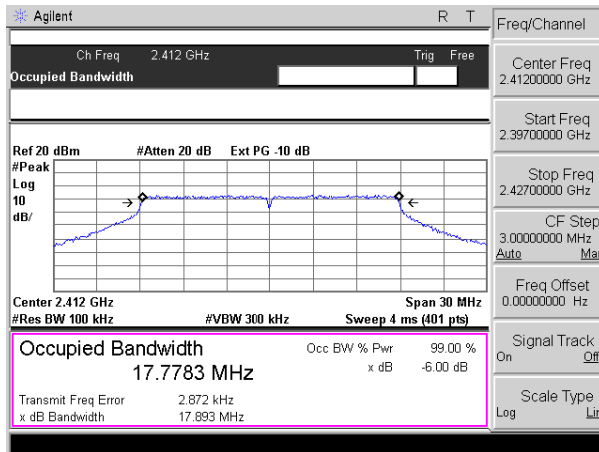 Agilent R T
Ch Freq 2.412 GHz Trig Free
Occupied Bandwidth
Ref 20 dBm #Atten 20 dB Ext PG -10 dB
#Peak
Log
10
dB/
Center 2.412 GHz Span 30 MHz
#Res BW 100 kHz #VBW 300 kHz Sweep 4 ms (401 pts)
Occupied Bandwidth Occ BW % Pwr 99.00 %
17.7783 MHz x dB -6.00 dB
Transmit Freq Error 2.872 kHz
x dB Bandwidth 17.893 MHz
Freq/Channel
Center Freq
2.41200000 GHz
Start Freq
2.39700000 GHz
Stop Freq
2.42700000 GHz
CF Step
3.00000000 MHz
Auto Ma
Freq Offset
0.00000000 Hz
Signal Track
On Off
Scale Type
Log Lin